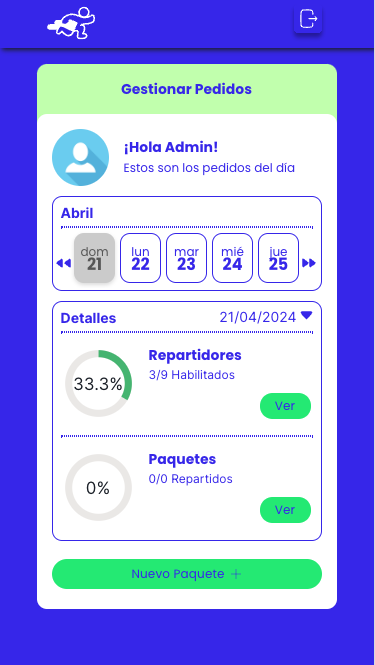 Gestionar Pedidos
¡Hola Admin!
Estos son los pedidos del día
Abril
dom lun mar mié jue
21 22 23 24 25
Detalles 21/04/2024
Repartidores
33.3% 3/9 Habilitados
Ver
Paquetes
0% 0/0 Repartidos
Ver
Nuevo Paquete +